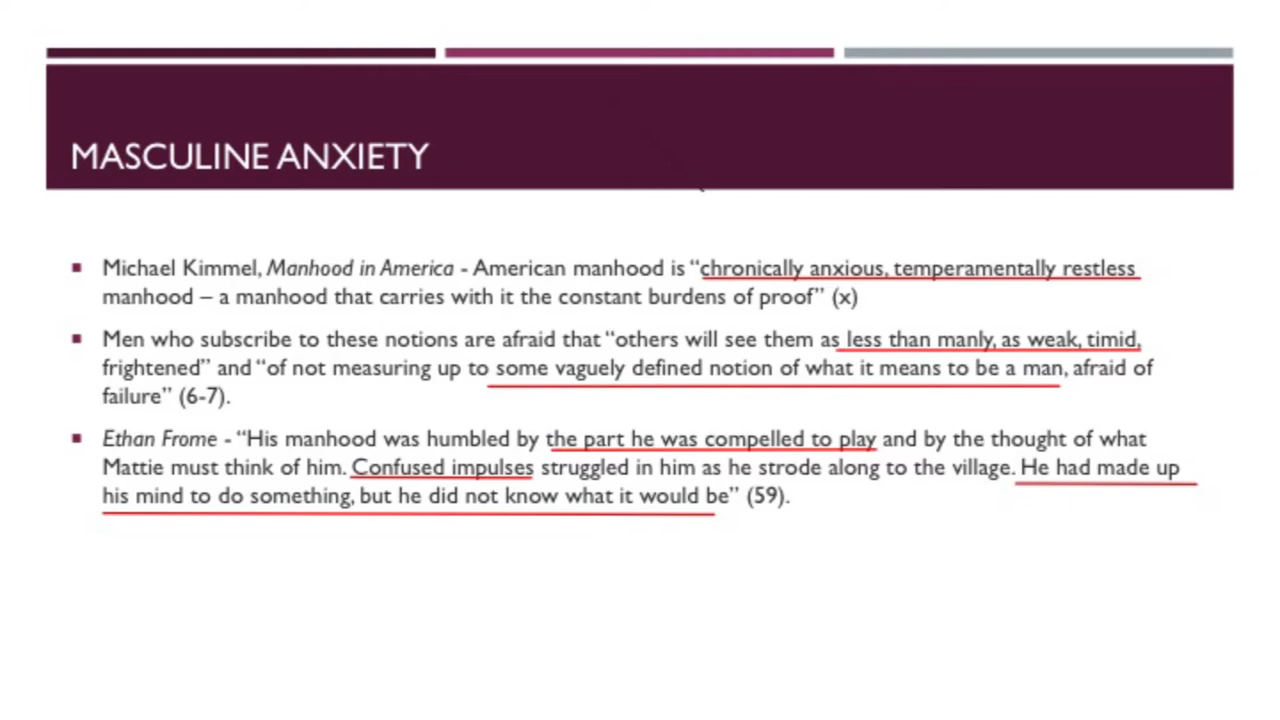 MASCULINE ANXIETY
▪ Michael Kimmel, Manhood in America - American manhood is “chronically anxious, temperamentally restless
manhood – a manhood that carries with it the constant burdens of proof” (x)
▪ Men who subscribe to these notions are afraid that “others will see them as less than manly, as weak, timid,
frightened” and “of not measuring up to some vaguely defined notion of what it means to be a man, afraid of
failure” (6-7).
▪ Ethan Frome - “His manhood was humbled by the part he was compelled to play and by the thought of what
Mattie must think of him. Confused impulses struggled in him as he strode along to the village. He had made up
his mind to do something, but he did not know what it would be” (59).